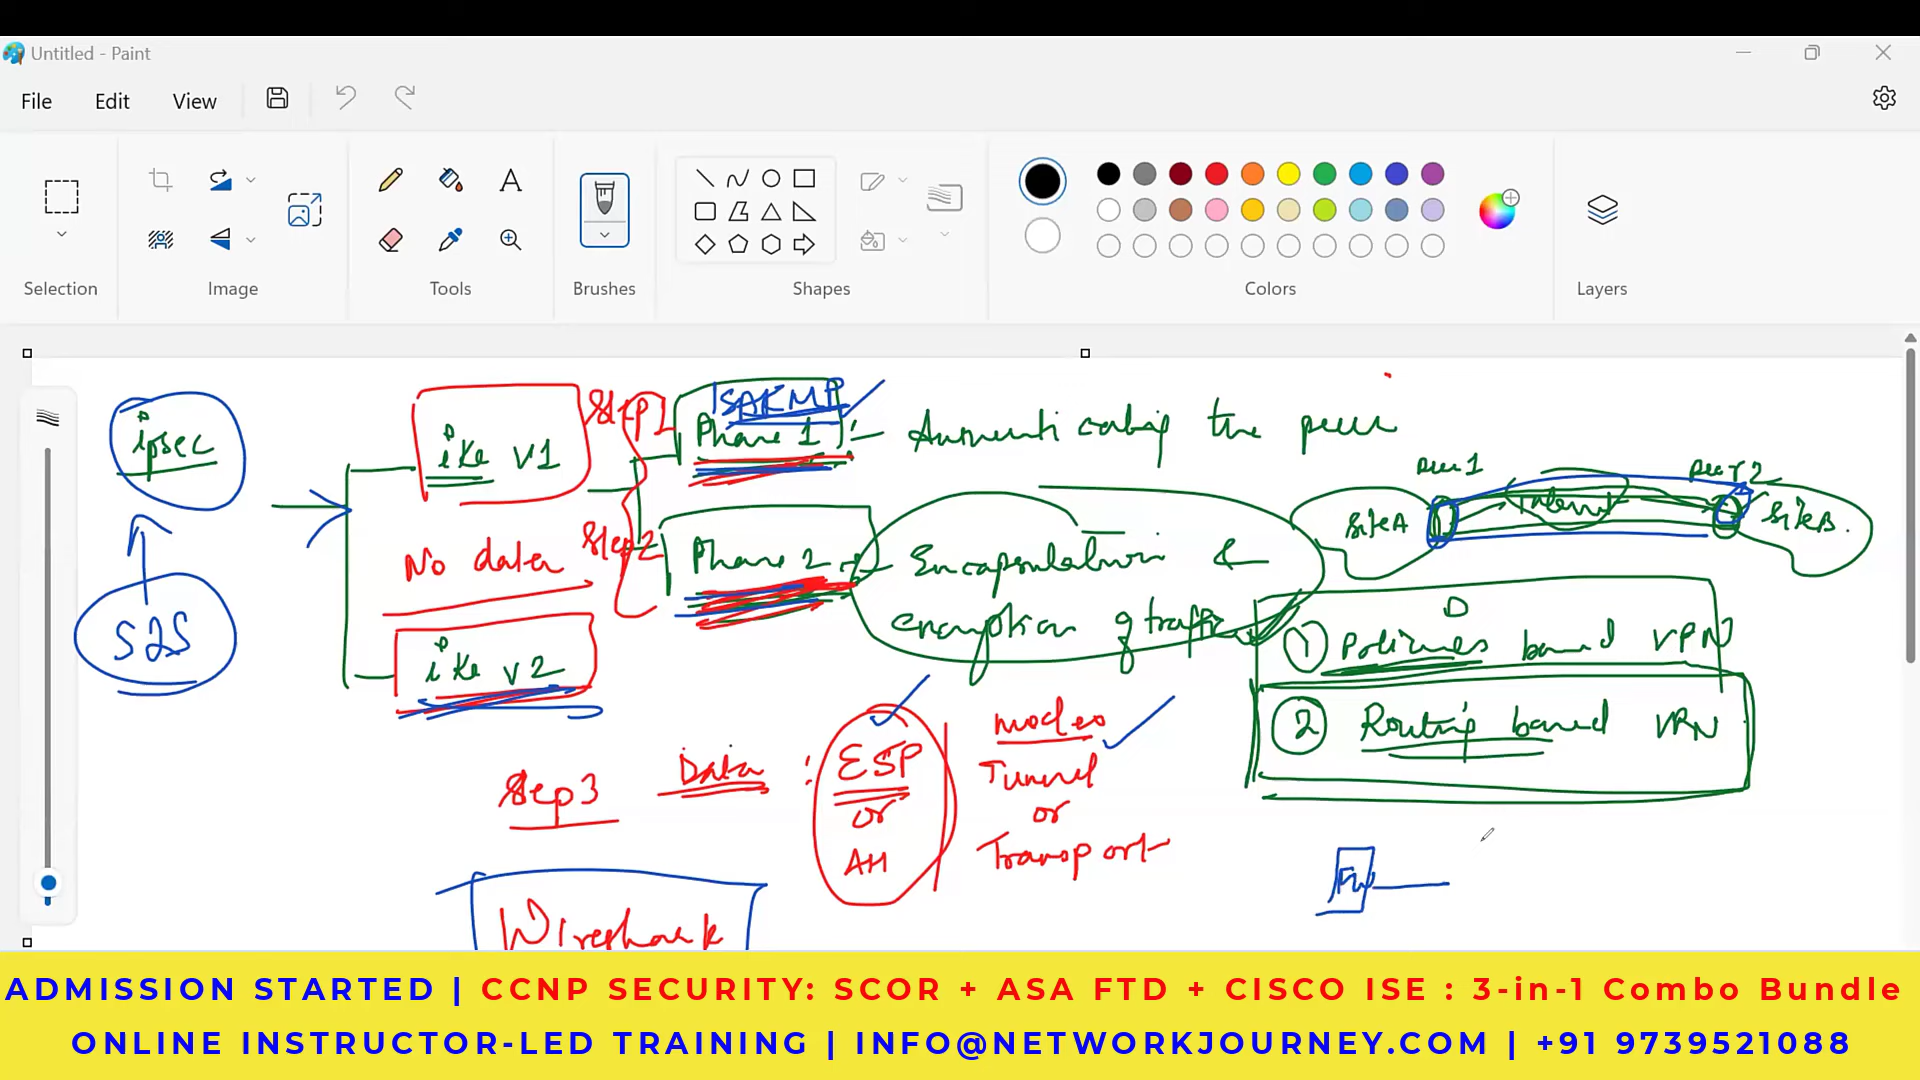 Untitled - Paint
File Edit View
Selection Image Tools Brushes Shapes Colors Layers
ipsec
S2S
ike v1
No data
ike v2
Step1
Step2
ISAKMP
Phase 1 :- Authenticating the peer
Phase 2 :- Encapsulation &
encryption of traffic
peer 1
peer 2
Site A
Internet
Site B.
1 Policies based VPN
2 Routing based VPN
Step3 Data :
ESP
or
AH
modes
Tunnel
or
Transport
FW
Wireshark
ADMISSION STARTED | CCNP SECURITY: SCOR + ASA FTD + CISCO ISE : 3-in-1 Combo Bundle
ONLINE INSTRUCTOR-LED TRAINING | INFO@NETWORKJOURNEY.COM | +91 9739521088